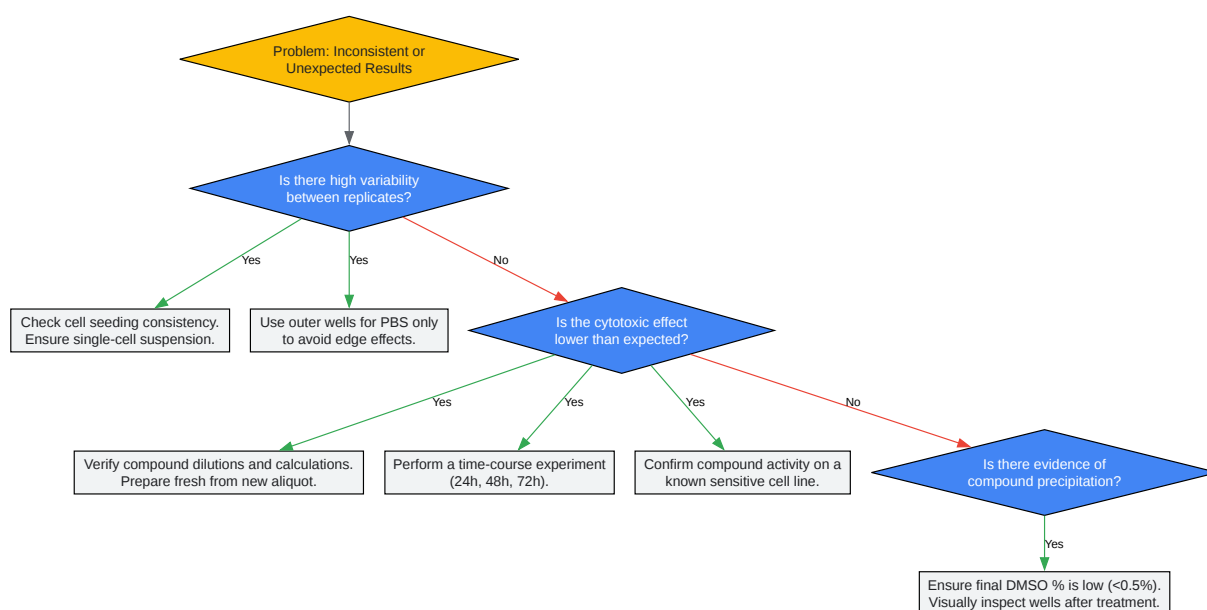 Problem: Inconsistent or
Unexpected Results
Is there high variability
between replicates?
Yes
Yes
No
Check cell seeding consistency.
Ensure single-cell suspension.
Use outer wells for PBS only
to avoid edge effects.
Is the cytotoxic effect
lower than expected?
Yes
Yes
Yes
No
Verify compound dilutions and calculations.
Prepare fresh from new aliquot.
Perform a time-course experiment
(24h, 48h, 72h).
Confirm compound activity on a
known sensitive cell line.
Is there evidence of
compound precipitation?
Yes
Ensure final DMSO % is low (<0.5%).
Visually inspect wells after treatment.